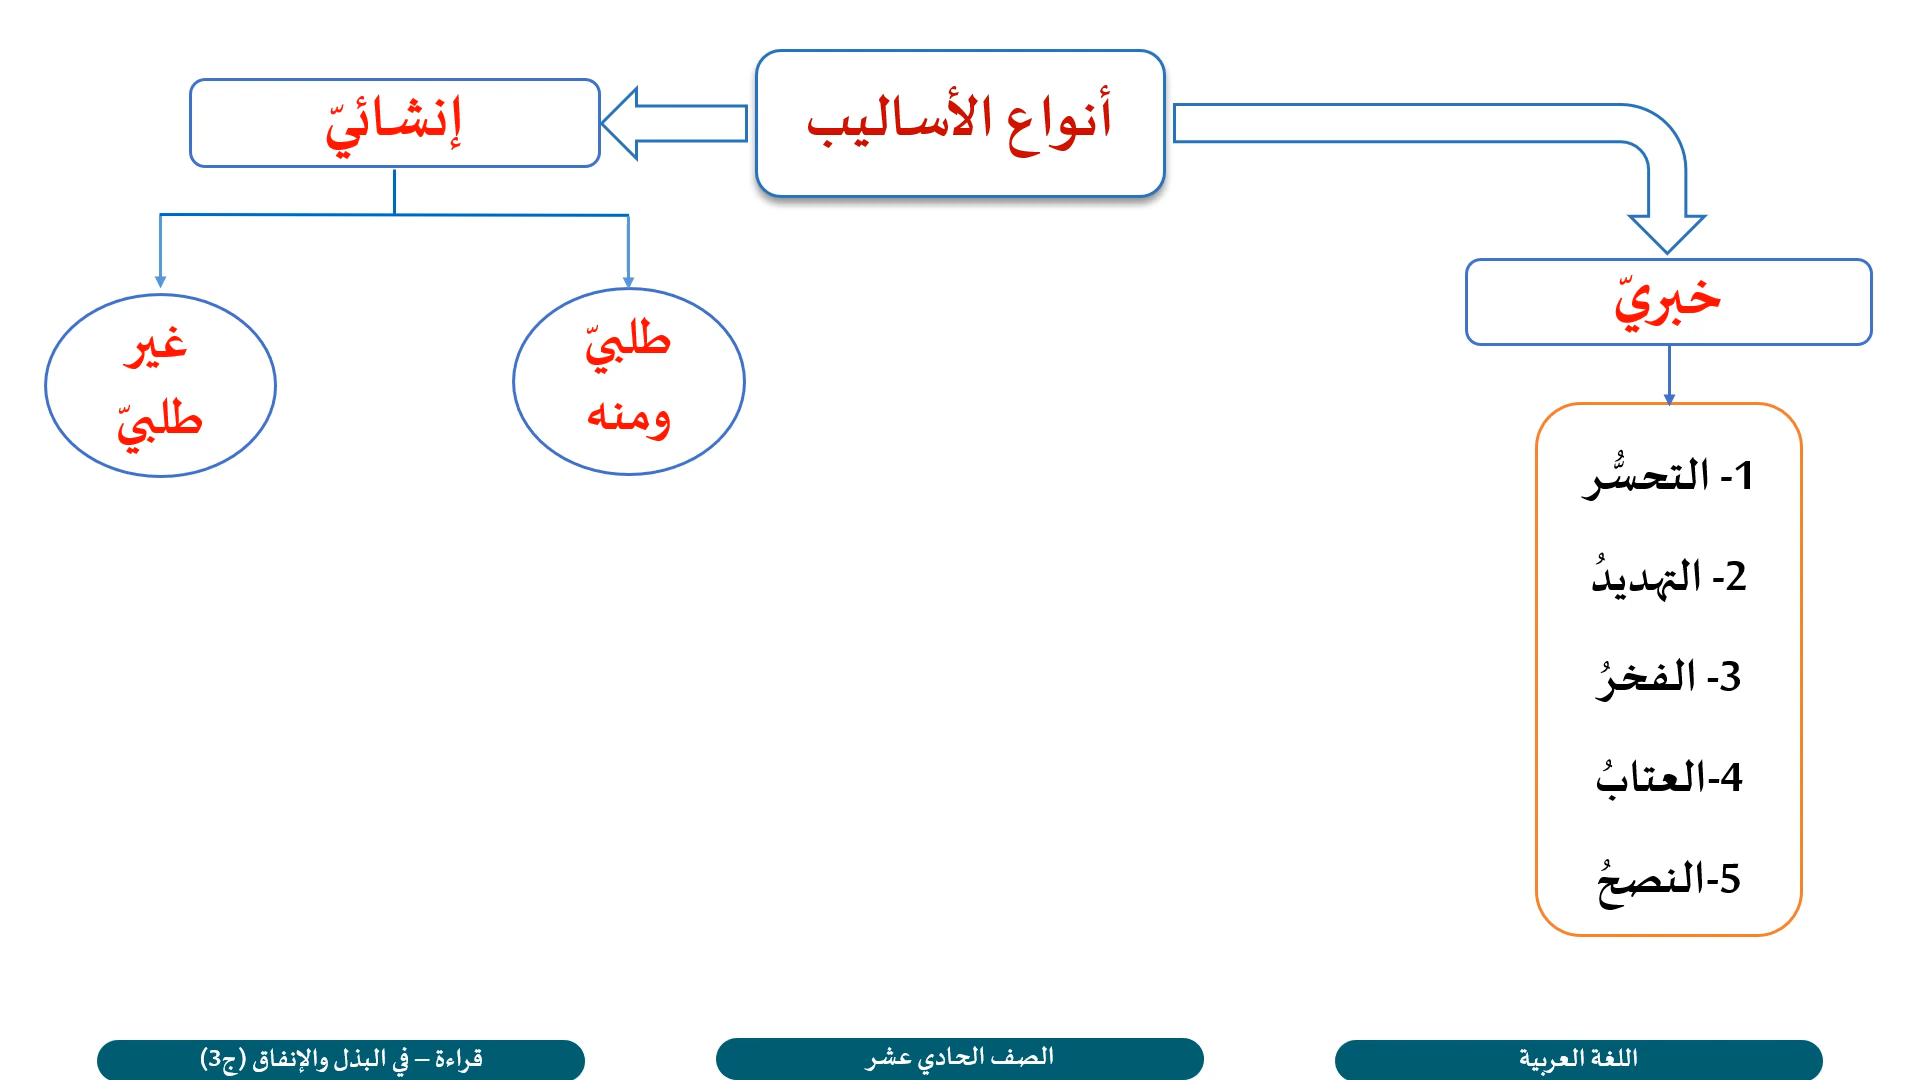 أنواع الأساليب
إنشائيّ
خبريّ
طلبيّ
ومنه
غير
طلبيّ
1- التحسُّر
2- التهديدُ
3- الفخرُ
4-العتابُ
5-النصحُ
اللغة العربية
الصف الحادي عشر
قراءة – في البذل والإنفاق (ج3)